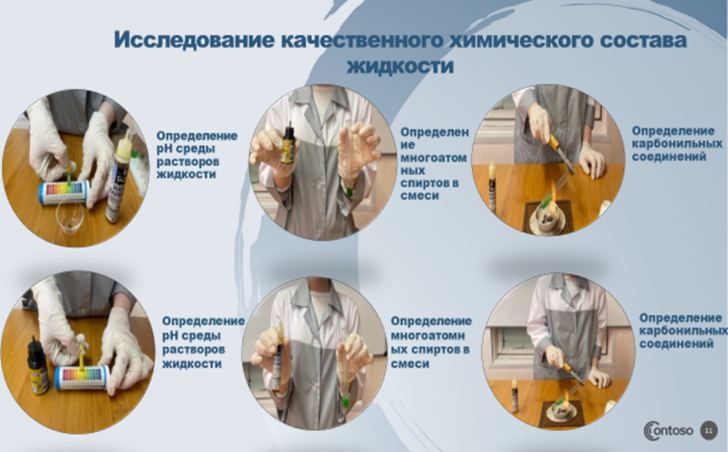 Исследование качественного химического состава
жидкости
Определение
pH среды
растворов
жидкости
Определен
ие
многоатом
ных
спиртов в
смеси
Определение
карбонильных
соединений
Определение
pH среды
растворов
жидкости
Определение
многоатомн
ых спиртов в
смеси
Определение
карбонильных
соединений
Contoso
11